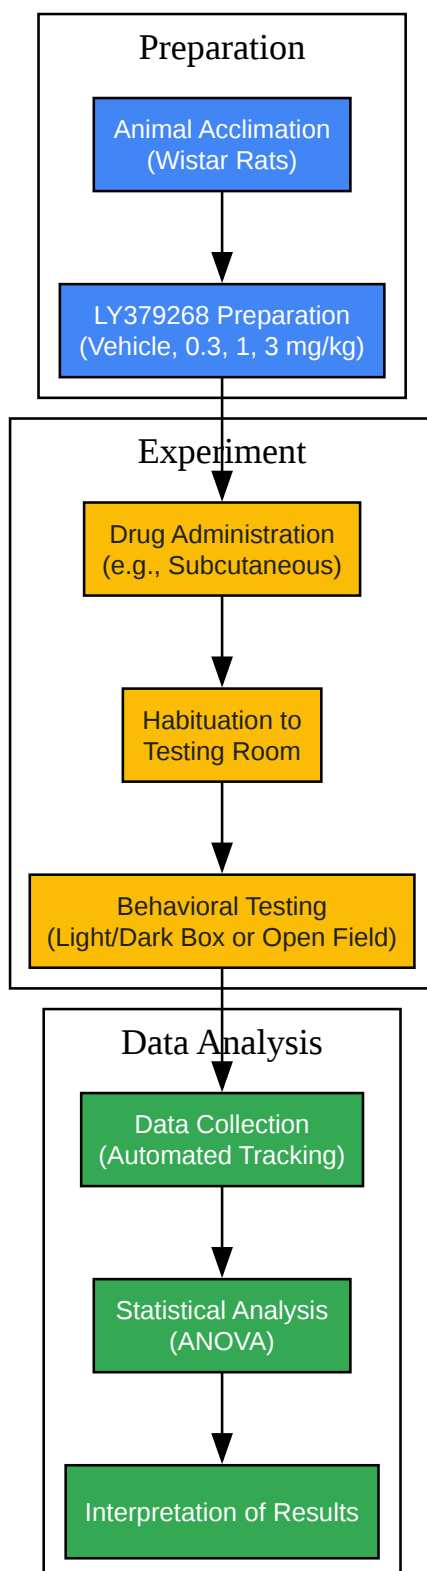 Preparation
Animal Acclimation
(Wistar Rats)
LY379268 Preparation
(Vehicle, 0.3, 1, 3 mg/kg)
Experiment
Drug Administration
(e.g., Subcutaneous)
Habituation to
Testing Room
Behavioral Testing
(Light/Dark Box or Open Field)
Data Analysis
Data Collection
(Automated Tracking)
Statistical Analysis
(ANOVA)
Interpretation of Results